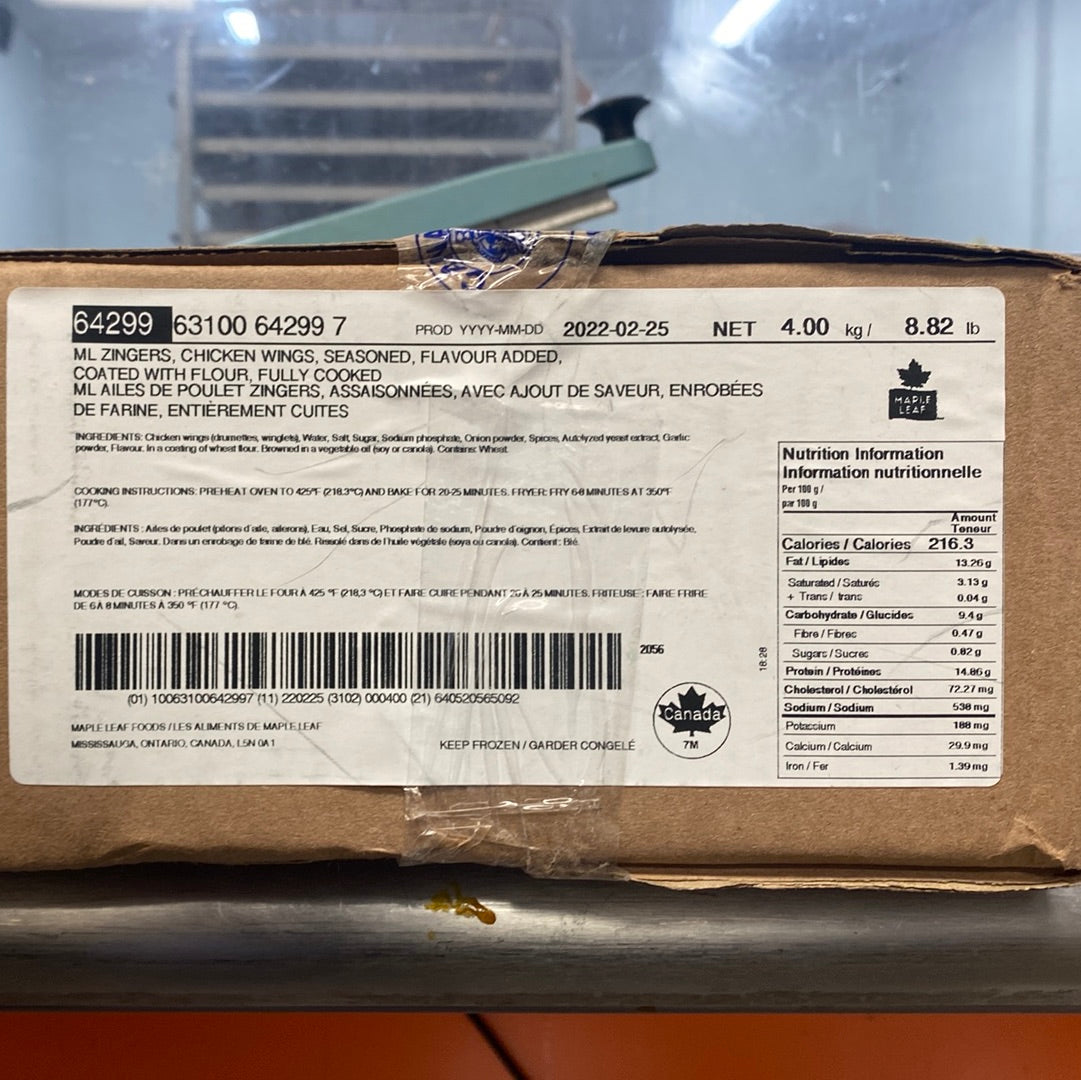 64299 63100 64299 7 PROD YYYY-MM-DD 2022-02-25 NET 4.00 kg / 8.82 lb
ML ZINGERS, CHICKEN WINGS, SEASONED, FLAVOUR ADDED,
COATED WITH FLOUR, FULLY COOKED
ML AILES DE POULET ZINGERS, ASSAISONNÉES, AVEC AJOUT DE SAVEUR, ENROBÉES
DE FARINE, ENTIÈREMENT CUITES
MAPLE
LEAF
INGREDIENTS: Chicken wings (drumettes, winglets), Water, Salt, Sugar, Sodium phosphate, Onion powder, Spices, Autolyzed yeast extract, Garlic
powder, Flavour. In a coating of wheat flour. Browned in a vegetable oil (soy or canola). Contains: Wheat.
COOKING INSTRUCTIONS: PREHEAT OVEN TO 425°F (218.3°C) AND BAKE FOR 20-25 MINUTES. FRYER: FRY 6-8 MINUTES AT 350°F
(177°C).
INGRÉDIENTS : Ailes de poulet (pilons d'aile, ailerons), Eau, Sel, Sucre, Phosphate de sodium, Poudre d'oignon, Épices, Extrait de levure autolysée,
Poudre d'ail, Saveur. Dans un enrobage de farine de blé. Rissolé dans de l'huile végétale (soya ou canola). Contient : Blé.
MODES DE CUISSON : PRÉCHAUFFER LE FOUR À 425 °F (218,3 °C) ET FAIRE CUIRE PENDANT 20 À 25 MINUTES. FRITEUSE : FAIRE FRIRE
DE 6 À 8 MINUTES À 350 °F (177 °C).
2056
18:28
(01) 10063100642997 (11) 220225 (3102) 000400 (21) 640520565092
MAPLE LEAF FOODS / LES ALIMENTS DE MAPLE LEAF
MISSISSAUGA, ONTARIO, CANADA, L5N 0A1
KEEP FROZEN / GARDER CONGELÉ
Canada
7M
Nutrition Information
Information nutritionnelle
Per 100 g /
par 100 g
Amount
Teneur
Calories / Calories 216.3
Fat / Lipides 13.26 g
Saturated / Saturés 3.13 g
+ Trans / trans 0.04 g
Carbohydrate / Glucides 9.4 g
Fibre / Fibres 0.47 g
Sugars / Sucres 0.82 g
Protein / Protéines 14.86 g
Cholesterol / Cholestérol 72.27 mg
Sodium / Sodium 538 mg
Potassium 188 mg
Calcium / Calcium 29.9 mg
Iron / Fer 1.39 mg